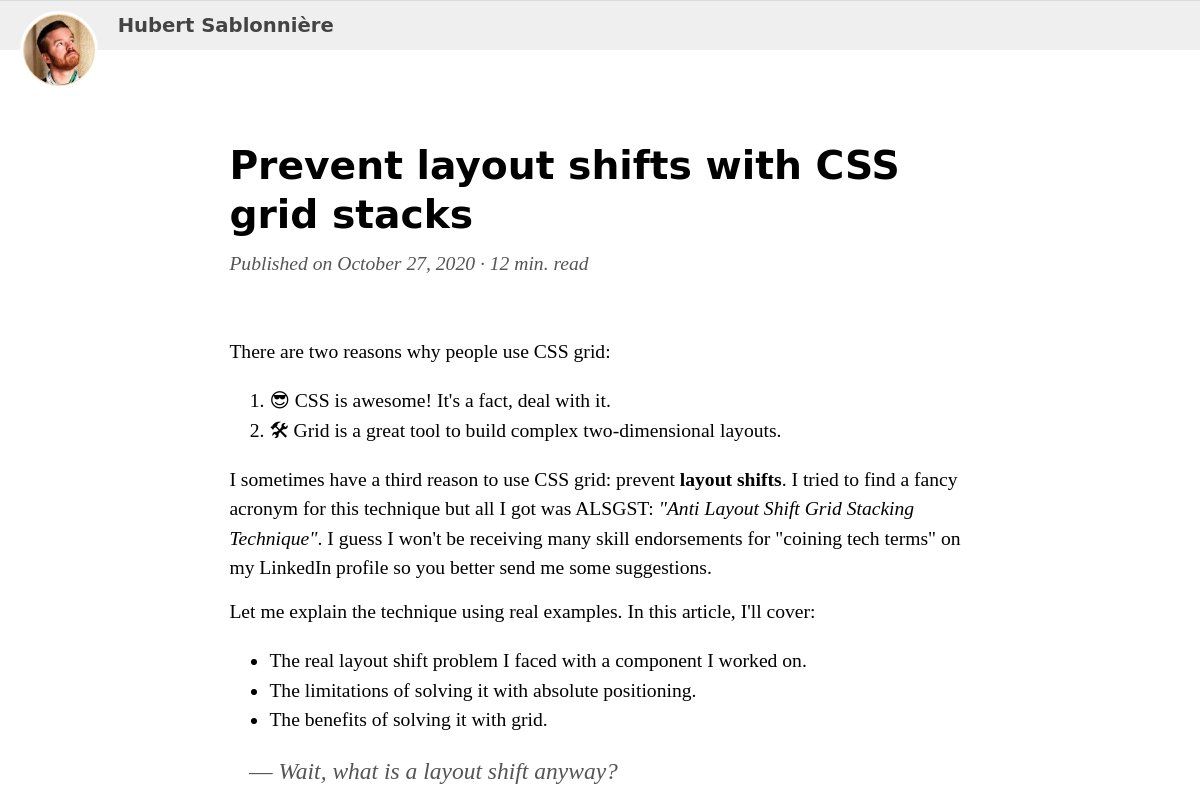 Hubert Sablonnière
Prevent layout shifts with CSS
grid stacks
Published on October 27, 2020 · 12 min. read
There are two reasons why people use CSS grid:
1. 😎 CSS is awesome! It's a fact, deal with it.
2. 🛠 Grid is a great tool to build complex two-dimensional layouts.
I sometimes have a third reason to use CSS grid: prevent layout shifts. I tried to find a fancy
acronym for this technique but all I got was ALSGST: "Anti Layout Shift Grid Stacking
Technique". I guess I won't be receiving many skill endorsements for "coining tech terms" on
my LinkedIn profile so you better send me some suggestions.
Let me explain the technique using real examples. In this article, I'll cover:
• The real layout shift problem I faced with a component I worked on.
• The limitations of solving it with absolute positioning.
• The benefits of solving it with grid.
— Wait, what is a layout shift anyway?